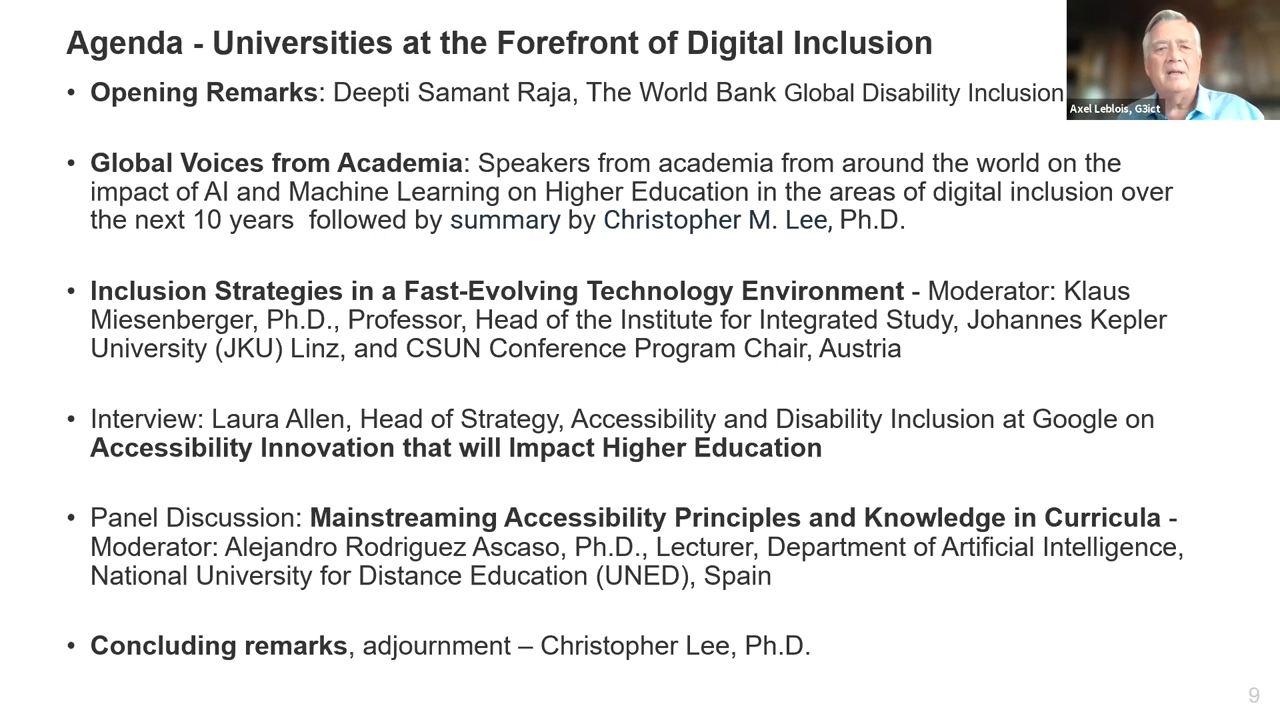 Agenda - Universities at the Forefront of Digital Inclusion
• Opening Remarks: Deepti Samant Raja, The World Bank Global Disability Inclusion
Axel Leblois, G3ict
• Global Voices from Academia: Speakers from academia from around the world on the
impact of AI and Machine Learning on Higher Education in the areas of digital inclusion over
the next 10 years  followed by summary by Christopher M. Lee, Ph.D.
• Inclusion Strategies in a Fast-Evolving Technology Environment - Moderator: Klaus
Miesenberger, Ph.D., Professor, Head of the Institute for Integrated Study, Johannes Kepler
University (JKU) Linz, and CSUN Conference Program Chair, Austria
• Interview: Laura Allen, Head of Strategy, Accessibility and Disability Inclusion at Google on
Accessibility Innovation that will Impact Higher Education
• Panel Discussion: Mainstreaming Accessibility Principles and Knowledge in Curricula -
Moderator: Alejandro Rodriguez Ascaso, Ph.D., Lecturer, Department of Artificial Intelligence,
National University for Distance Education (UNED), Spain
• Concluding remarks, adjournment – Christopher Lee, Ph.D.
9